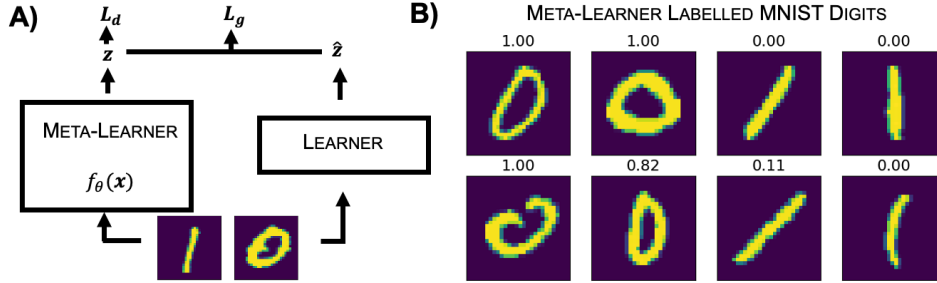 A)
L_d
L_g
z
ẑ
META-LEARNER
f_θ(x)
LEARNER
B)
META-LEARNER LABELLED MNIST DIGITS
1.00 1.00 0.00 0.00
1.00 0.82 0.11 0.00